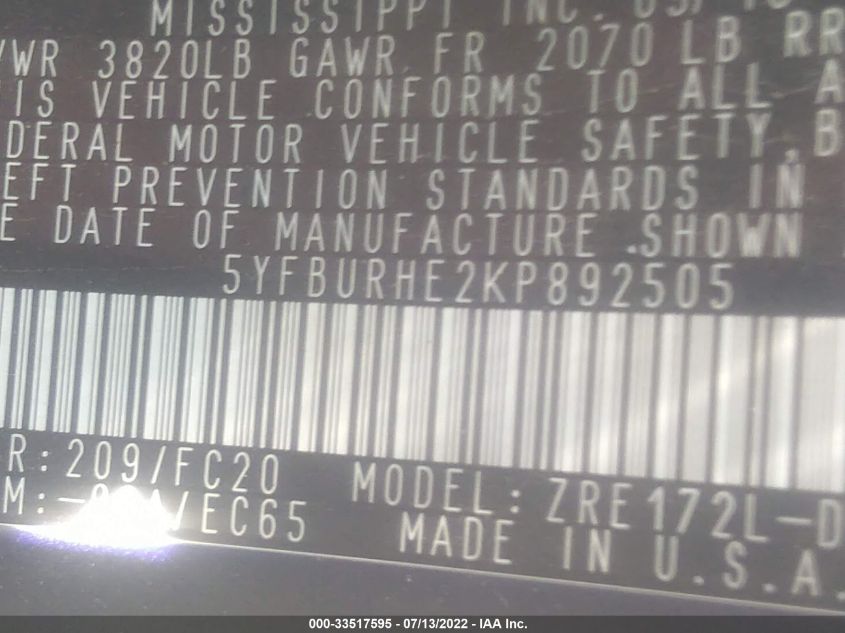 MISSISSIPPI INC.
3820LB GAWR FR 2070 LB RR
IS VEHICLE CONFORMS TO ALL A
DERAL MOTOR VEHICLE SAFETY, B
EFT PREVENTION STANDARDS IN
E DATE OF MANUFACTURE SHOWN
5YFBURHE2KP892505
R: 209/FC20 MODEL: ZRE172L-D
M: /EC65 MADE IN U.S.A.
000-33517595 - 07/13/2022 - IAA Inc.